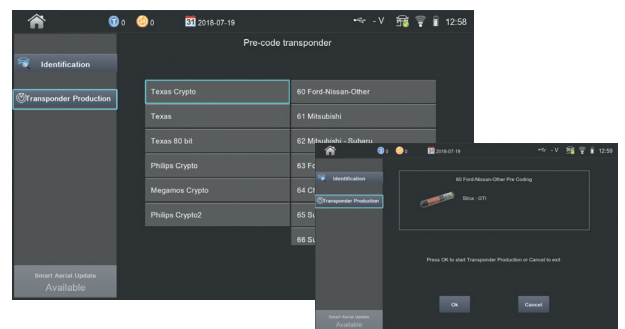 0 0 31 2018-07-19 - V 12:58
Pre-code transponder
Identification
Transponder Production
Texas Crypto
Texas
Texas 80 bit
Philips Crypto
Megamos Crypto
Philips Crypto2
60 Ford-Nissan-Other
61 Mitsubishi
62 Mitsubishi - Subaru
Smart Aerial Update
Available
0 0 31 2018-07-19 - V 12:59
Identification
Transponder Production
60 Ford-Nissan-Other Pre Coding
Silca - GTI
Press OK to start Transponder Production or Cancel to exit
Ok
Cancel
Smart Aerial Update
Available